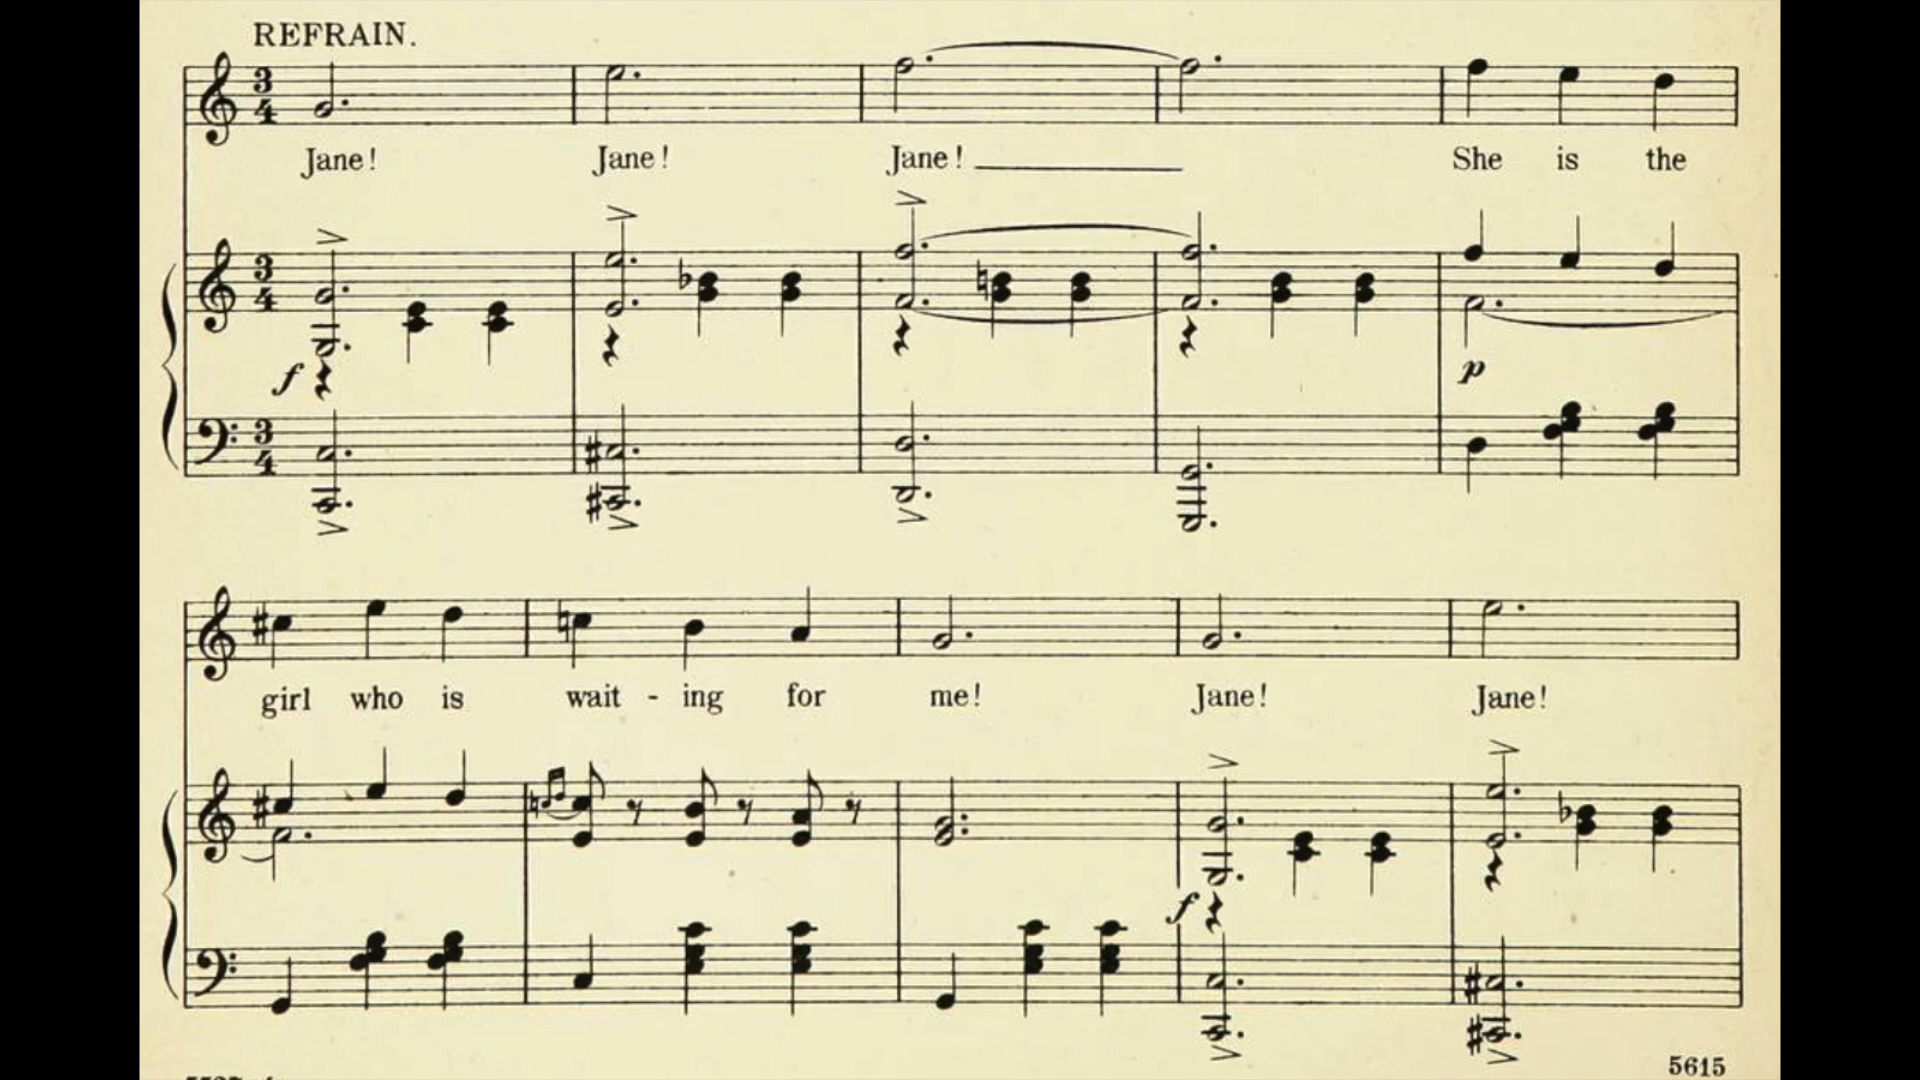 REFRAIN.
Jane! Jane! Jane! She is the
f p
girl who is wait - ing for me! Jane! Jane!
f
5615